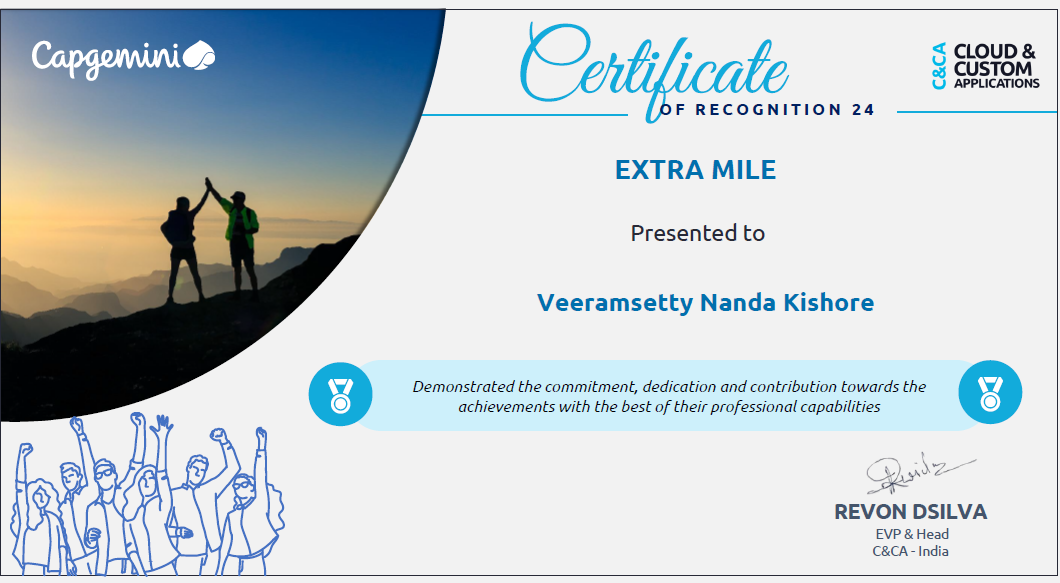 Capgemini
Certificate
OF RECOGNITION 24
C&CA
CLOUD &
CUSTOM
APPLICATIONS
EXTRA MILE
Presented to
Veeramsetty Nanda Kishore
Demonstrated the commitment, dedication and contribution towards the
achievements with the best of their professional capabilities
REVON DSILVA
EVP & Head
C&CA - India